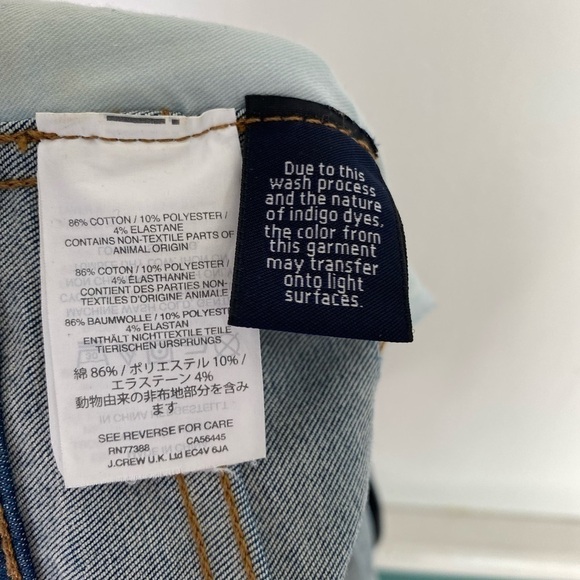 86% COTTON / 10% POLYESTER /
4% ELASTANE
CONTAINS NON-TEXTILE PARTS OF
ANIMAL ORIGIN
86% COTON / 10% POLYESTER /
4% ÉLASTHANNE
CONTIENT DES PARTIES NON-
TEXTILES D'ORIGINE ANIMALE
86% BAUMWOLLE / 10% POLYESTER
4% ELASTAN
ENTHÄLT NICHTTEXTILE TEILE
TIERISCHEN URSPRUNGS
綿 86% / ポリエステル 10% /
エラステーン 4%
動物由来の非布地部分を含み
ます
SEE REVERSE FOR CARE
RN77388 CA56445
J.CREW U.K. Ltd EC4V 6JA
Due to this
wash process
and the nature
of indigo dyes,
the color from
this garment
may transfer
onto light
surfaces.